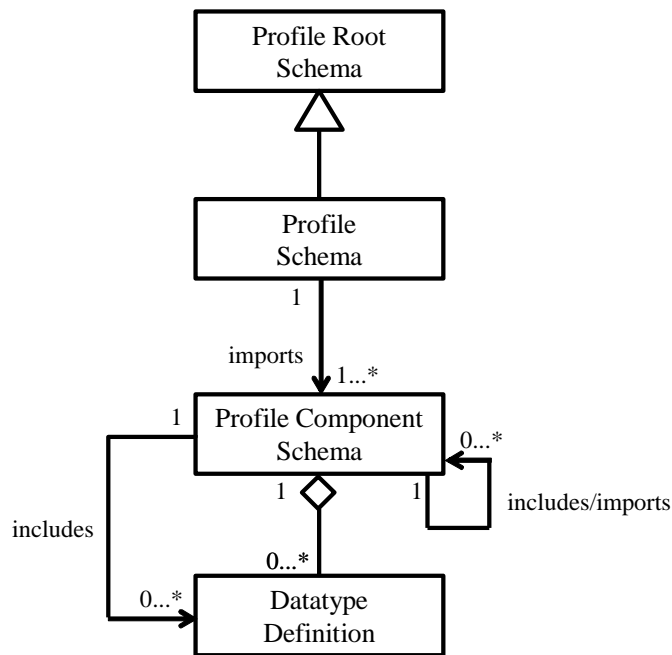 Profile Root
Schema
Profile
Schema
1
imports
1...*
Profile Component
Schema
1
0...*
1
1
includes/imports
includes
0...*
0...*
Datatype
Definition